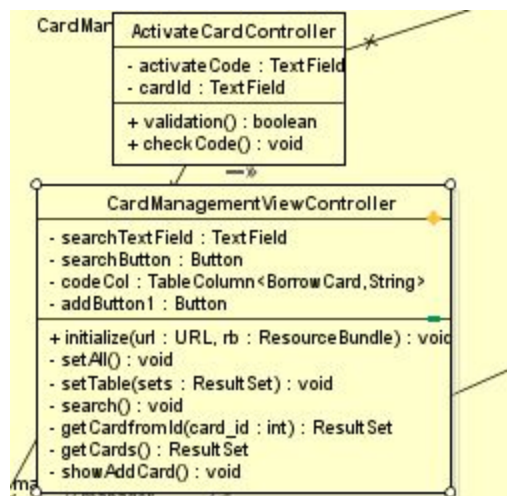 CardMan
ActivateCardController
- activateCode : TextField
- cardId : TextField
+ validation() : boolean
+ checkCode() : void
CardManagementViewController
- searchTextField : TextField
- searchButton : Button
- codeCol : TableColumn<BorrowCard,String>
- addButton1 : Button
+ initialize(url : URL, rb : ResourceBundle) : void
- setAll() : void
- setTable(sets : ResultSet) : void
- search() : void
- getCardfromId(card_id : int) : ResultSet
- getCards() : ResultSet
- showAddCard() : void
ma